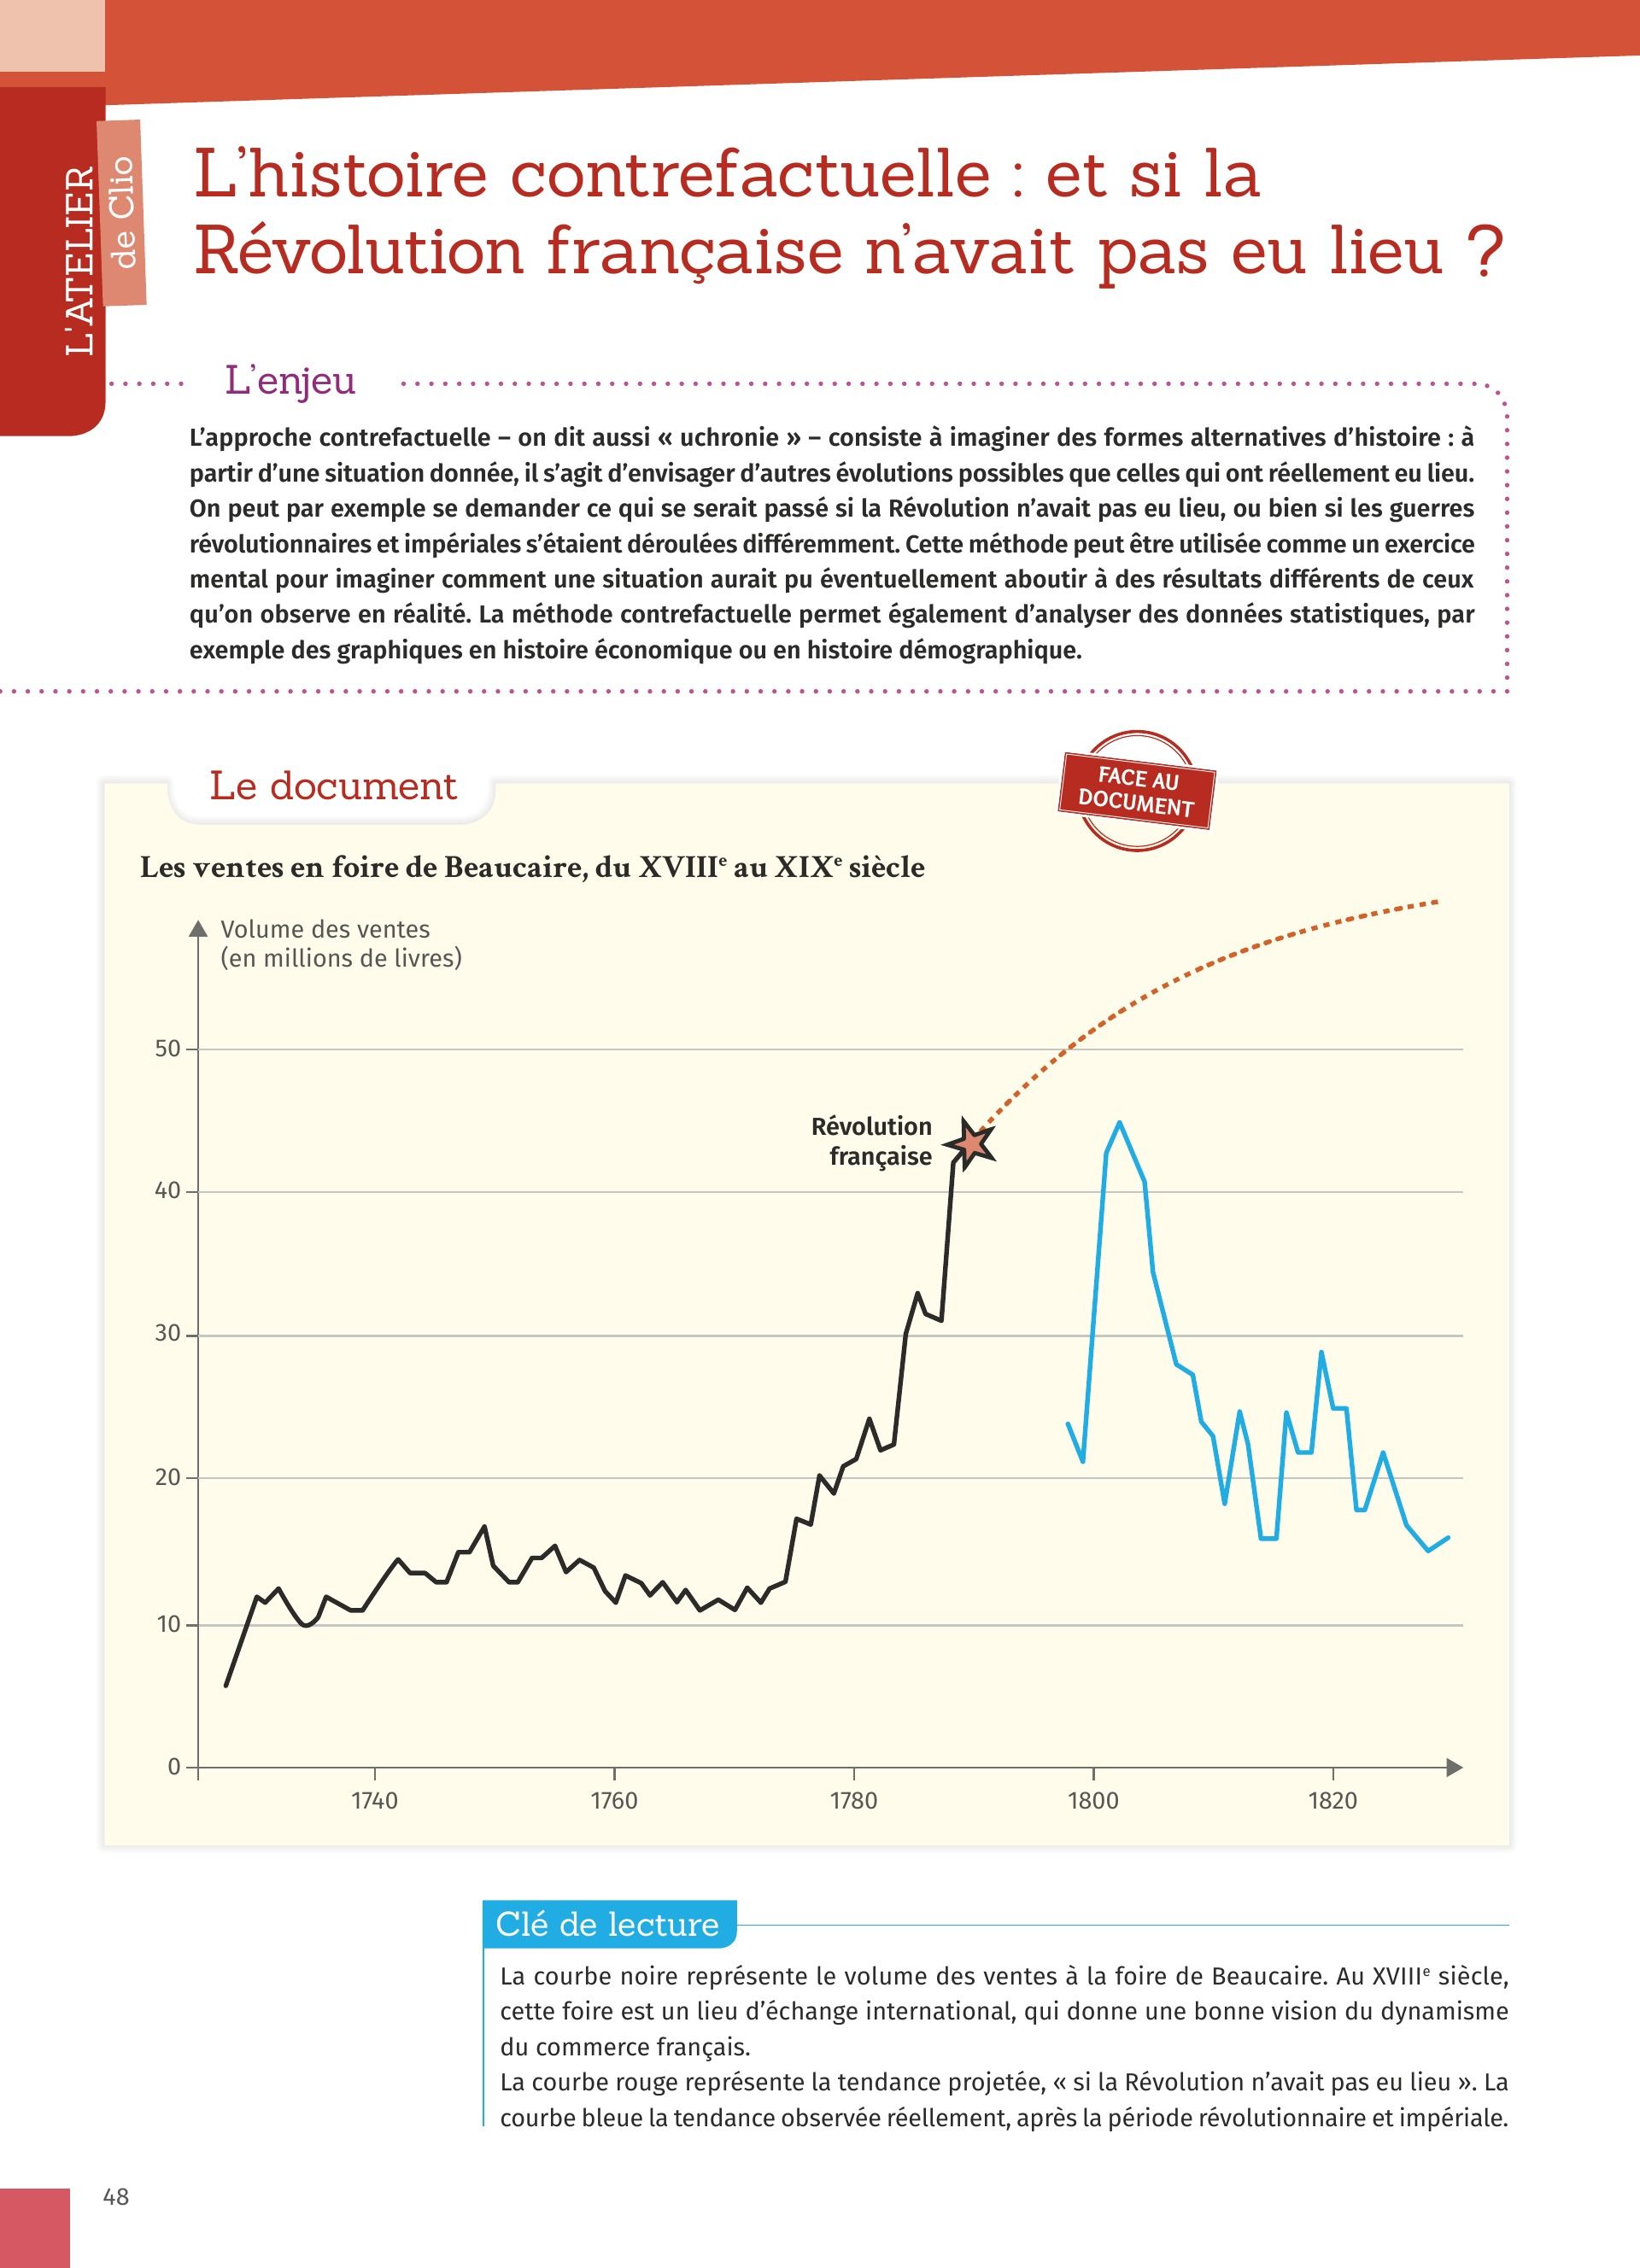 L'ATELIER
de Clio
L’histoire contrefactuelle : et si la
Révolution française n’avait pas eu lieu ?
L’enjeu
L’approche contrefactuelle – on dit aussi « uchronie » – consiste à imaginer des formes alternatives d’histoire : à
partir d’une situation donnée, il s’agit d’envisager d’autres évolutions possibles que celles qui ont réellement eu lieu.
On peut par exemple se demander ce qui se serait passé si la Révolution n’avait pas eu lieu, ou bien si les guerres
révolutionnaires et impériales s’étaient déroulées différemment. Cette méthode peut être utilisée comme un exercice
mental pour imaginer comment une situation aurait pu éventuellement aboutir à des résultats différents de ceux
qu’on observe en réalité. La méthode contrefactuelle permet également d’analyser des données statistiques, par
exemple des graphiques en histoire économique ou en histoire démographique.
Le document
FACE AU
DOCUMENT
Les ventes en foire de Beaucaire, du XVIIIe au XIXe siècle
Volume des ventes
(en millions de livres)
50
Révolution
française
40
30
20
10
0
1740 1760 1780 1800 1820
Clé de lecture
La courbe noire représente le volume des ventes à la foire de Beaucaire. Au XVIIIe siècle,
cette foire est un lieu d’échange international, qui donne une bonne vision du dynamisme
du commerce français.
La courbe rouge représente la tendance projetée, « si la Révolution n’avait pas eu lieu ». La
courbe bleue la tendance observée réellement, après la période révolutionnaire et impériale.
48